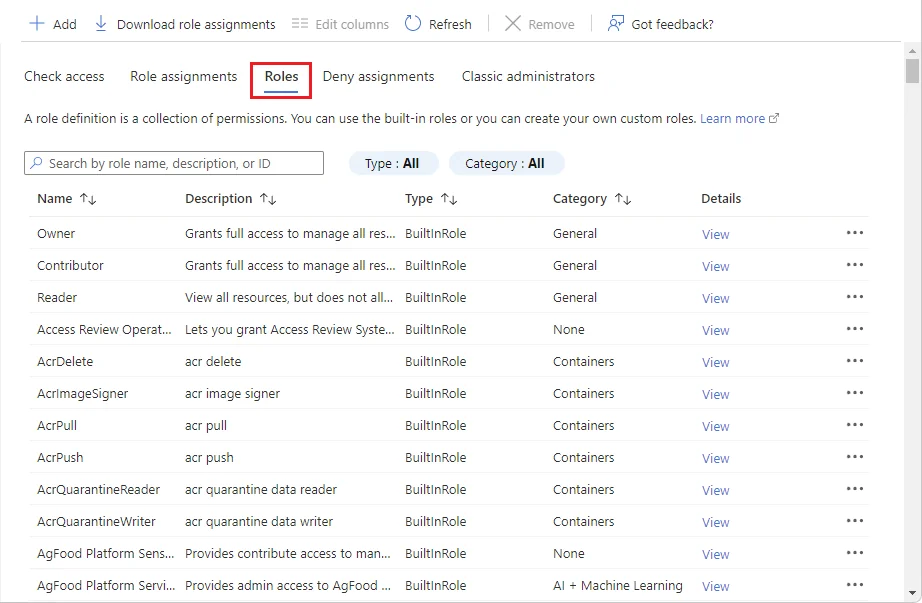 Add Download role assignments Edit columns Refresh Remove Got feedback?
Check access Role assignments Roles Deny assignments Classic administrators
A role definition is a collection of permissions. You can use the built-in roles or you can create your own custom roles. Learn more
Search by role name, description, or ID Type : All Category : All
Name ↑↓ Description ↑↓ Type ↑↓ Category ↑↓ Details
Owner Grants full access to manage all res... BuiltInRole General View ...
Contributor Grants full access to manage all res... BuiltInRole General View ...
Reader View all resources, but does not all... BuiltInRole General View ...
Access Review Operat... Lets you grant Access Review Syste... BuiltInRole None View ...
AcrDelete acr delete BuiltInRole Containers View ...
AcrImageSigner acr image signer BuiltInRole Containers View ...
AcrPull acr pull BuiltInRole Containers View ...
AcrPush acr push BuiltInRole Containers View ...
AcrQuarantineReader acr quarantine data reader BuiltInRole Containers View ...
AcrQuarantineWriter acr quarantine data writer BuiltInRole Containers View ...
AgFood Platform Sens... Provides contribute access to man... BuiltInRole None View ...
AgFood Platform Servi... Provides admin access to AgFood ... BuiltInRole AI + Machine Learning View ...